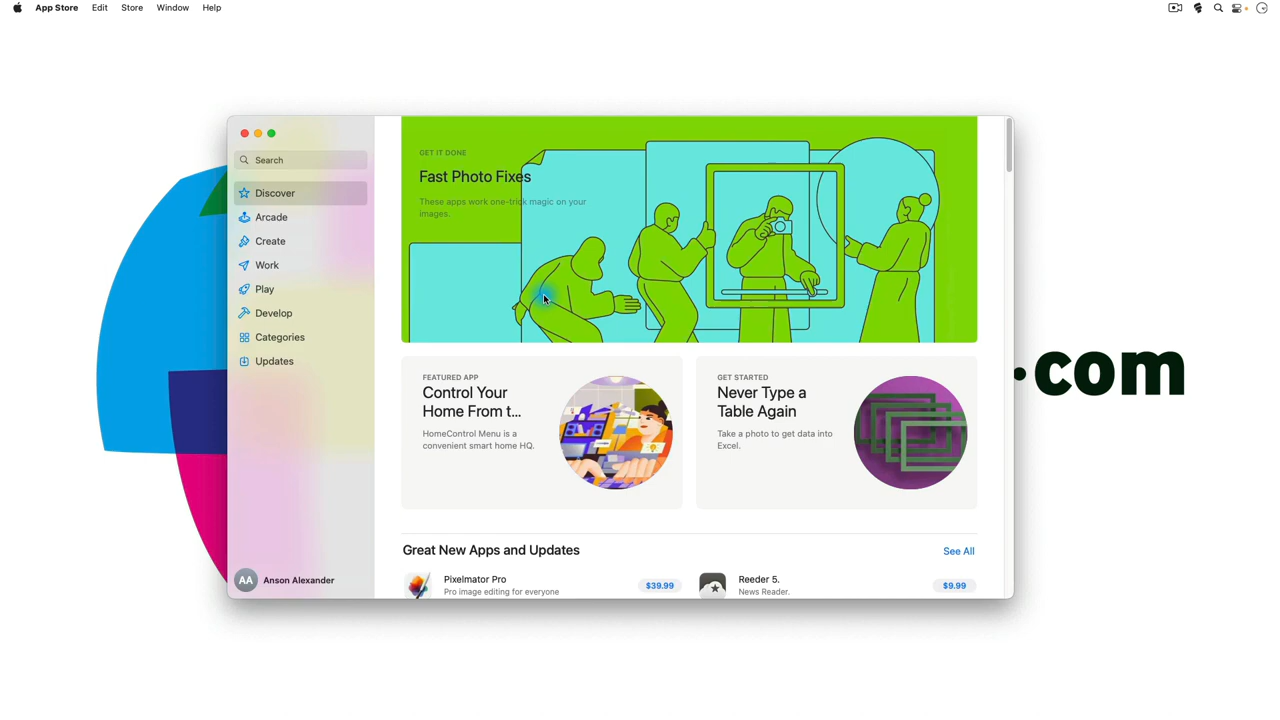 App Store Edit Store Window Help
Search
Discover
Arcade
Create
Work
Play
Develop
Categories
Updates
AA Anson Alexander
GET IT DONE
Fast Photo Fixes
These apps work one-trick magic on your
images.
FEATURED APP
Control Your
Home From t...
HomeControl Menu is a
convenient smart home HQ.
GET STARTED
Never Type a
Table Again
Take a photo to get data into
Excel.
Great New Apps and Updates
See All
Pixelmator Pro
Pro image editing for everyone
$39.99
Reeder 5.
News Reader.
$9.99
.com